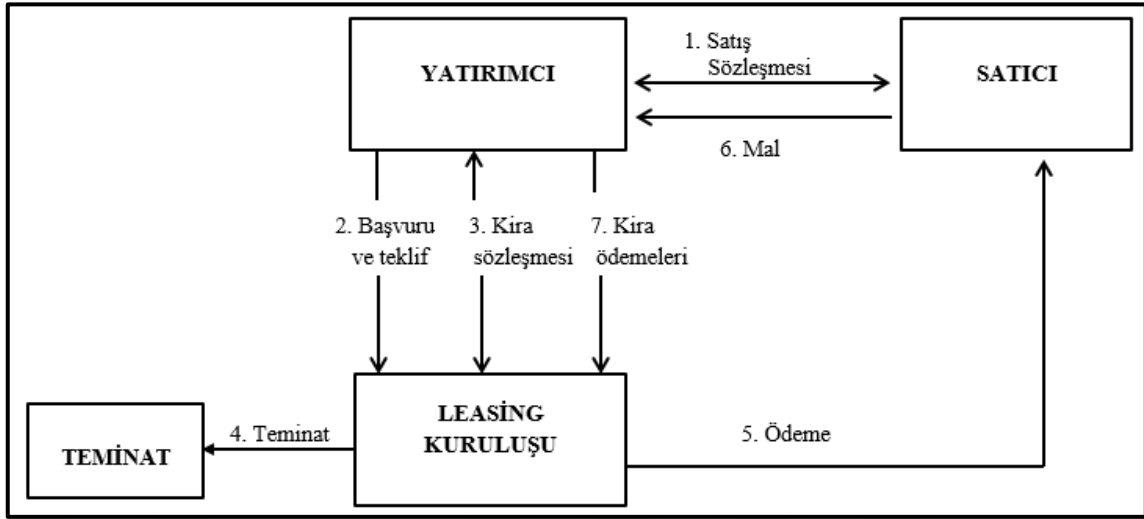 YATIRIMCI
1. Satış
Sözleşmesi
SATICI
6. Mal
2. Başvuru
ve teklif
3. Kira
sözleşmesi
7. Kira
ödemeleri
LEASİNG
KURULUŞU
4. Teminat
TEMİNAT
5. Ödeme